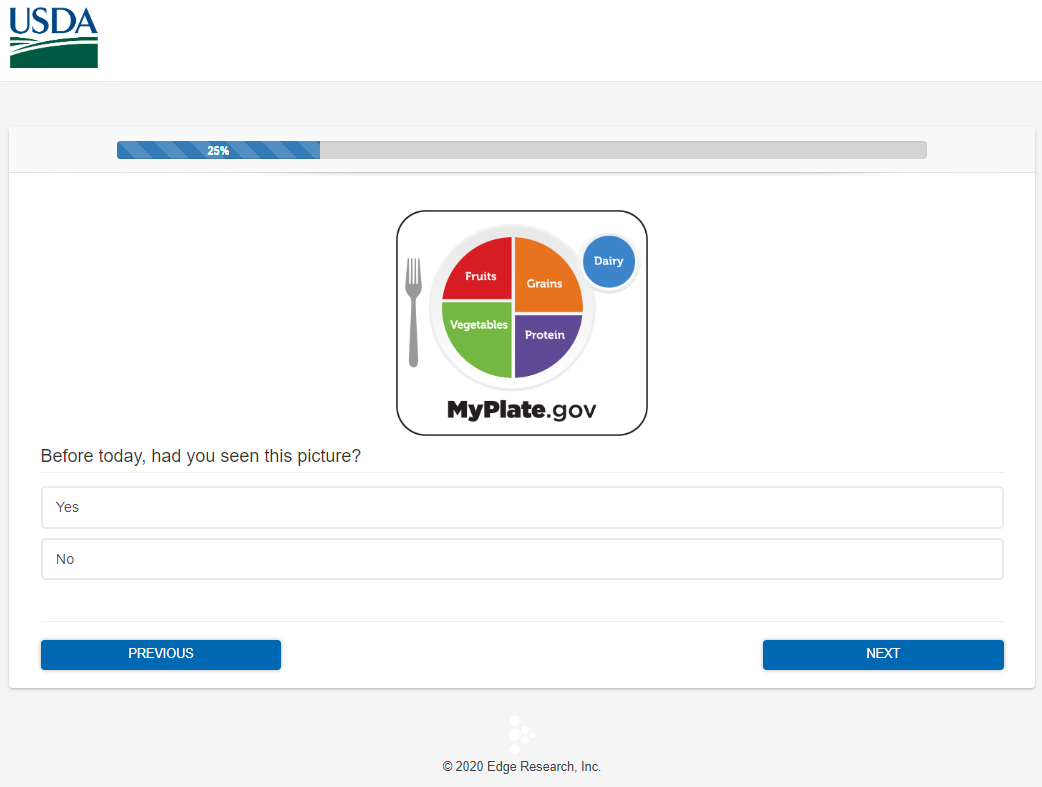 USDA
25%
Fruits
Grains
Dairy
Vegetables
Protein
MyPlate.gov
Before today, had you seen this picture?
Yes
No
PREVIOUS
NEXT
© 2020 Edge Research, Inc.